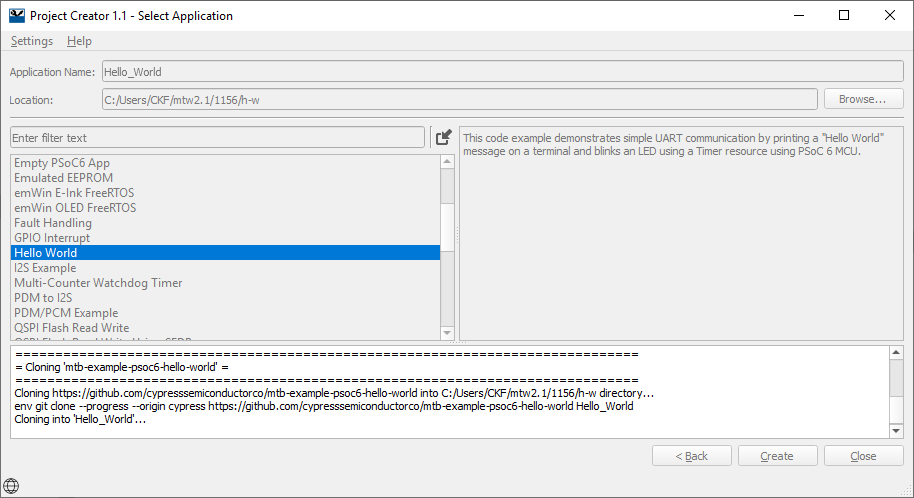 Project Creator 1.1 - Select Application
Settings Help
Application Name: Hello_World
Location: C:/Users/CKF/mtw2.1/1156/h-w Browse...
Enter filter text
This code example demonstrates simple UART communication by printing a "Hello World"
message on a terminal and blinks an LED using a Timer resource using PSoC 6 MCU.
Empty PSoC6 App
Emulated EEPROM
emWin E-Ink FreeRTOS
emWin OLED FreeRTOS
Fault Handling
GPIO Interrupt
Hello World
I2S Example
Multi-Counter Watchdog Timer
PDM to I2S
PDM/PCM Example
QSPI Flash Read Write
==============================================================================
= Cloning 'mtb-example-psoc6-hello-world' =
==============================================================================
Cloning https://github.com/cypresssemiconductorco/mtb-example-psoc6-hello-world into C:/Users/CKF/mtw2.1/1156/h-w directory...
env git clone --progress --origin cypress https://github.com/cypresssemiconductorco/mtb-example-psoc6-hello-world Hello_World
Cloning into 'Hello_World'...
< Back Create Close